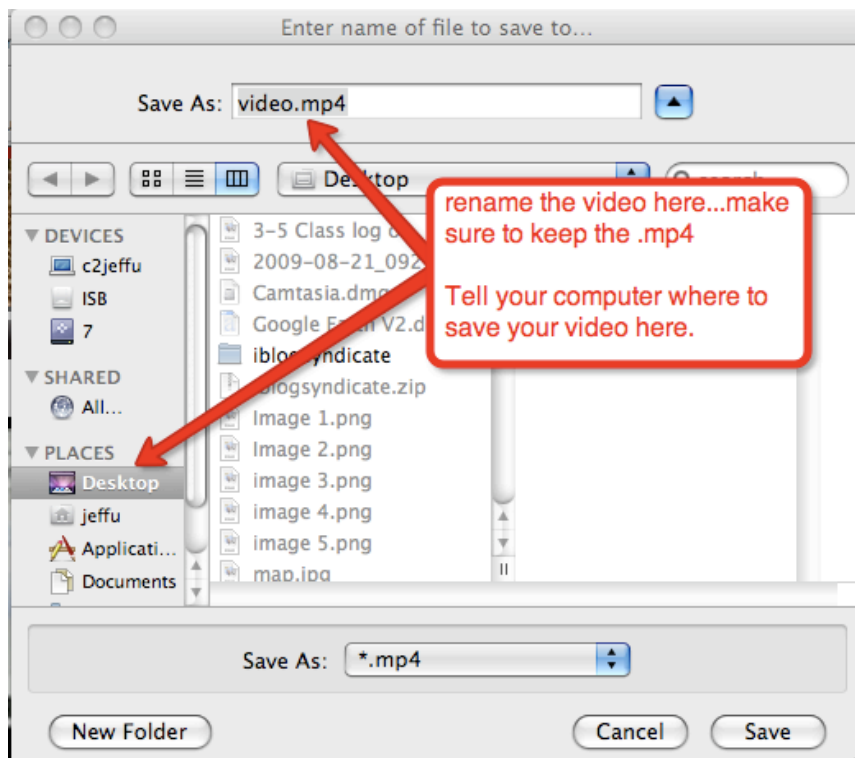 Enter name of file to save to...
Save As: video.mp4
Desktop
search
rename the video here...make
sure to keep the .mp4
Tell your computer where to
save your video here.
DEVICES
c2jeffu
ISB
7
SHARED
All...
PLACES
Desktop
jeffu
Applicati...
Documents
3-5 Class log
2009-08-21_092
Camtasia.dmg
Google Earth V2.d
iblogsyndicate
iblogsyndicate.zip
Image 1.png
Image 2.png
image 3.png
image 4.png
image 5.png
map.jpg
Save As: *.mp4
New Folder
Cancel
Save